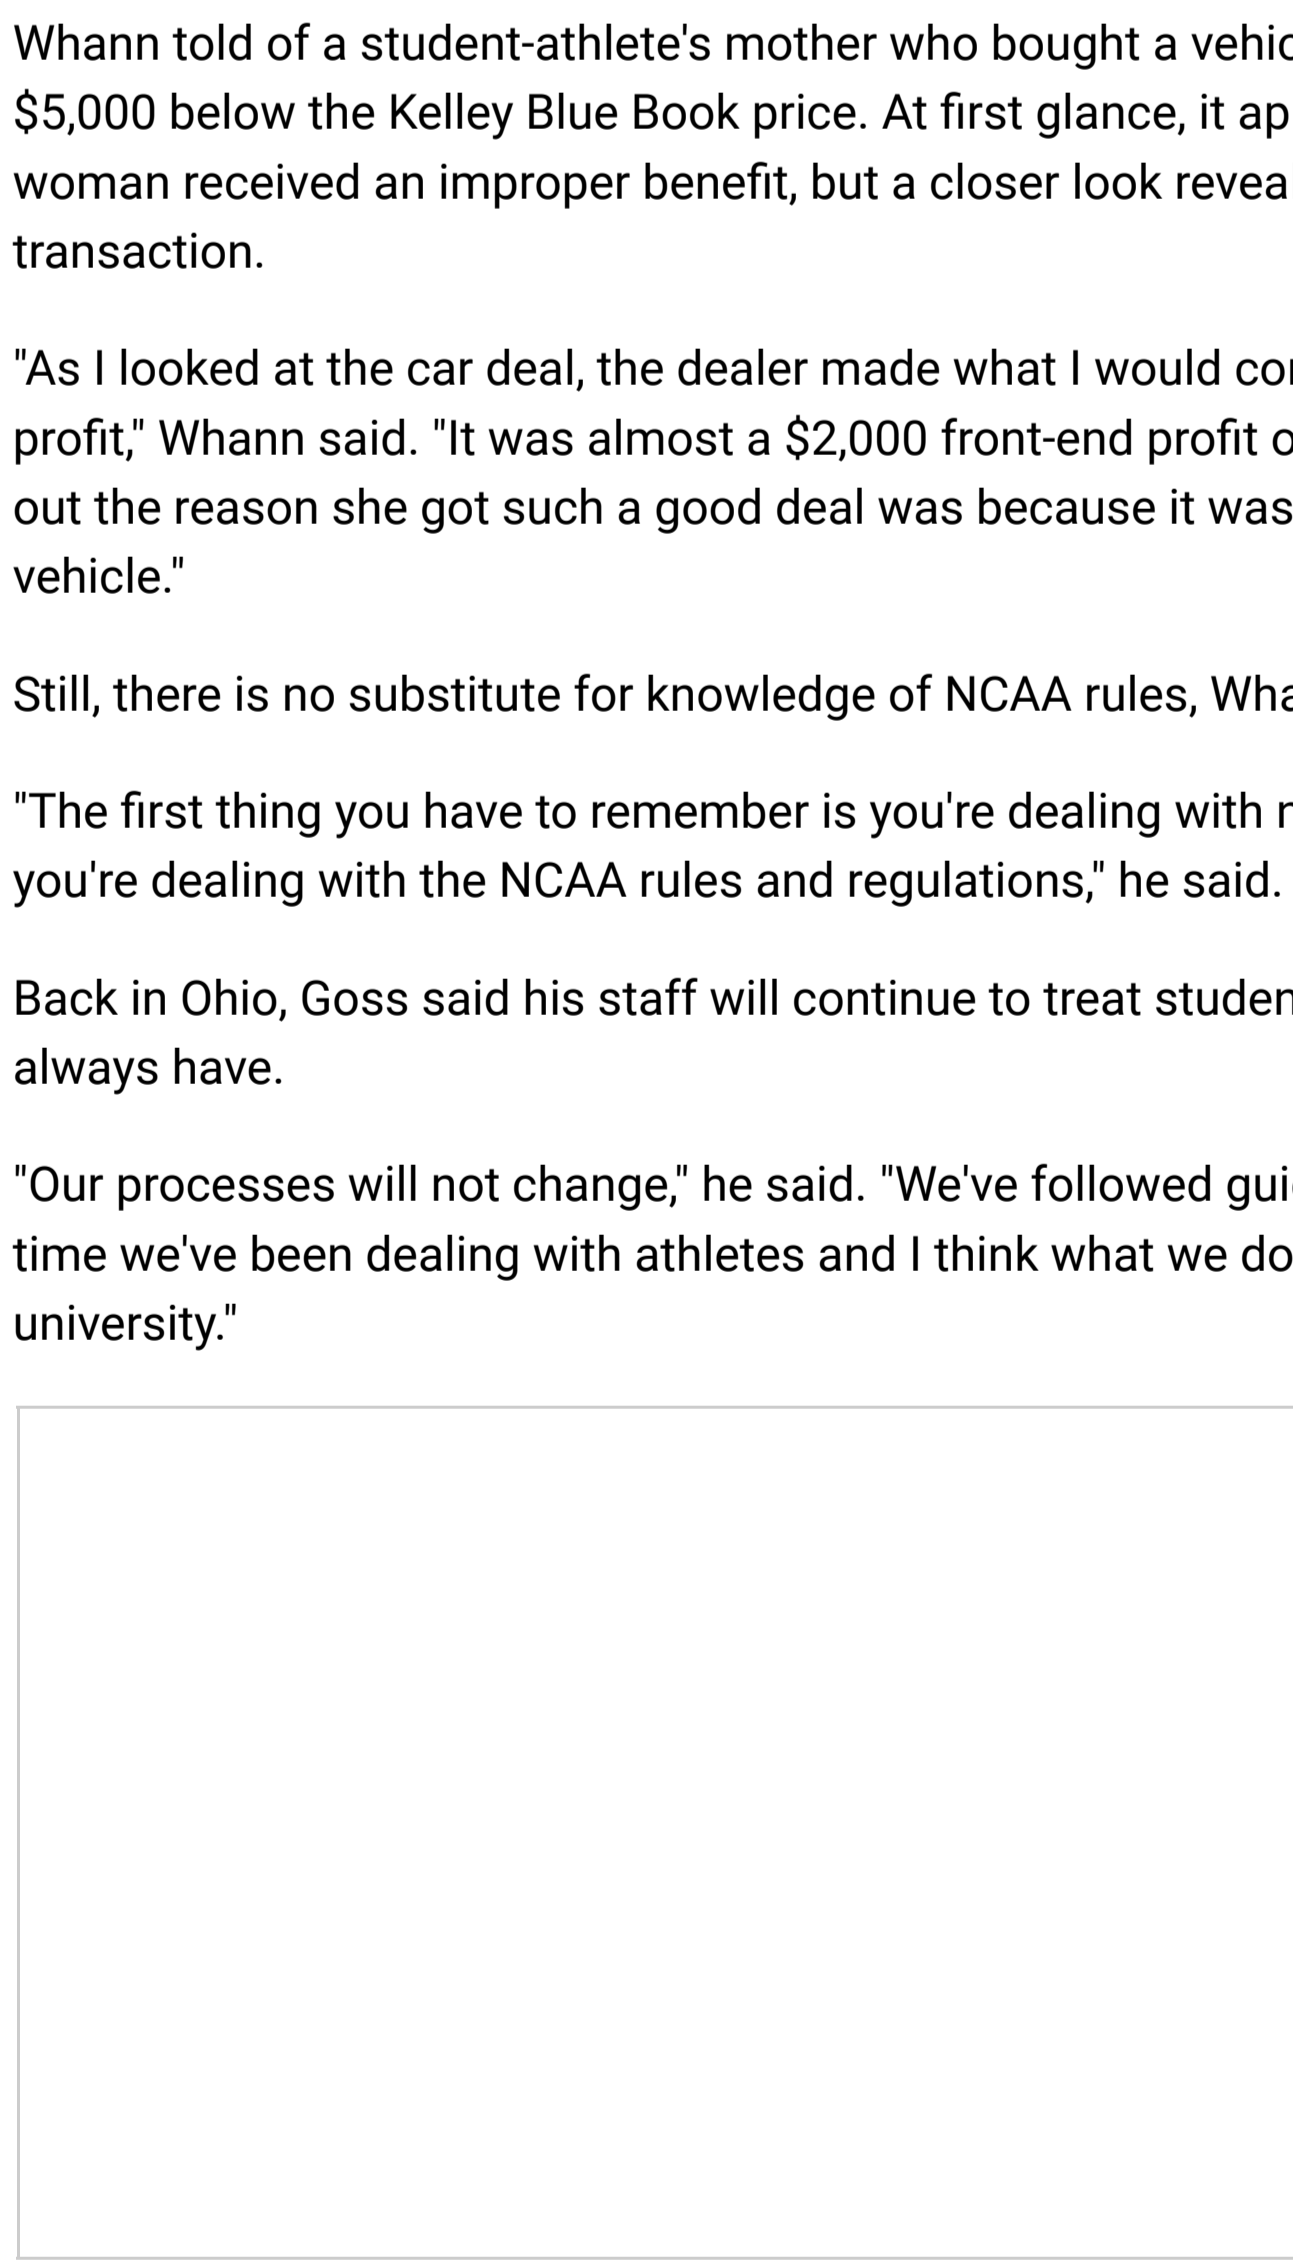 Whann told of a student-athlete's mother who bought a
$5,000 below the Kelley Blue Book price. At first glance, it
woman received an improper benefit, but a closer look
transaction.
"As I looked at the car deal, the dealer made what I would
profit," Whann said. "It was almost a $2,000 front-end profit
out the reason she got such a good deal was because it was
vehicle."
Still, there is no substitute for knowledge of NCAA rules,
"The first thing you have to remember is you're dealing with
you're dealing with the NCAA rules and regulations," he said.
Back in Ohio, Goss said his staff will continue to treat
always have.
"Our processes will not change," he said. "We've followed
time we've been dealing with athletes and I think what we do
university."